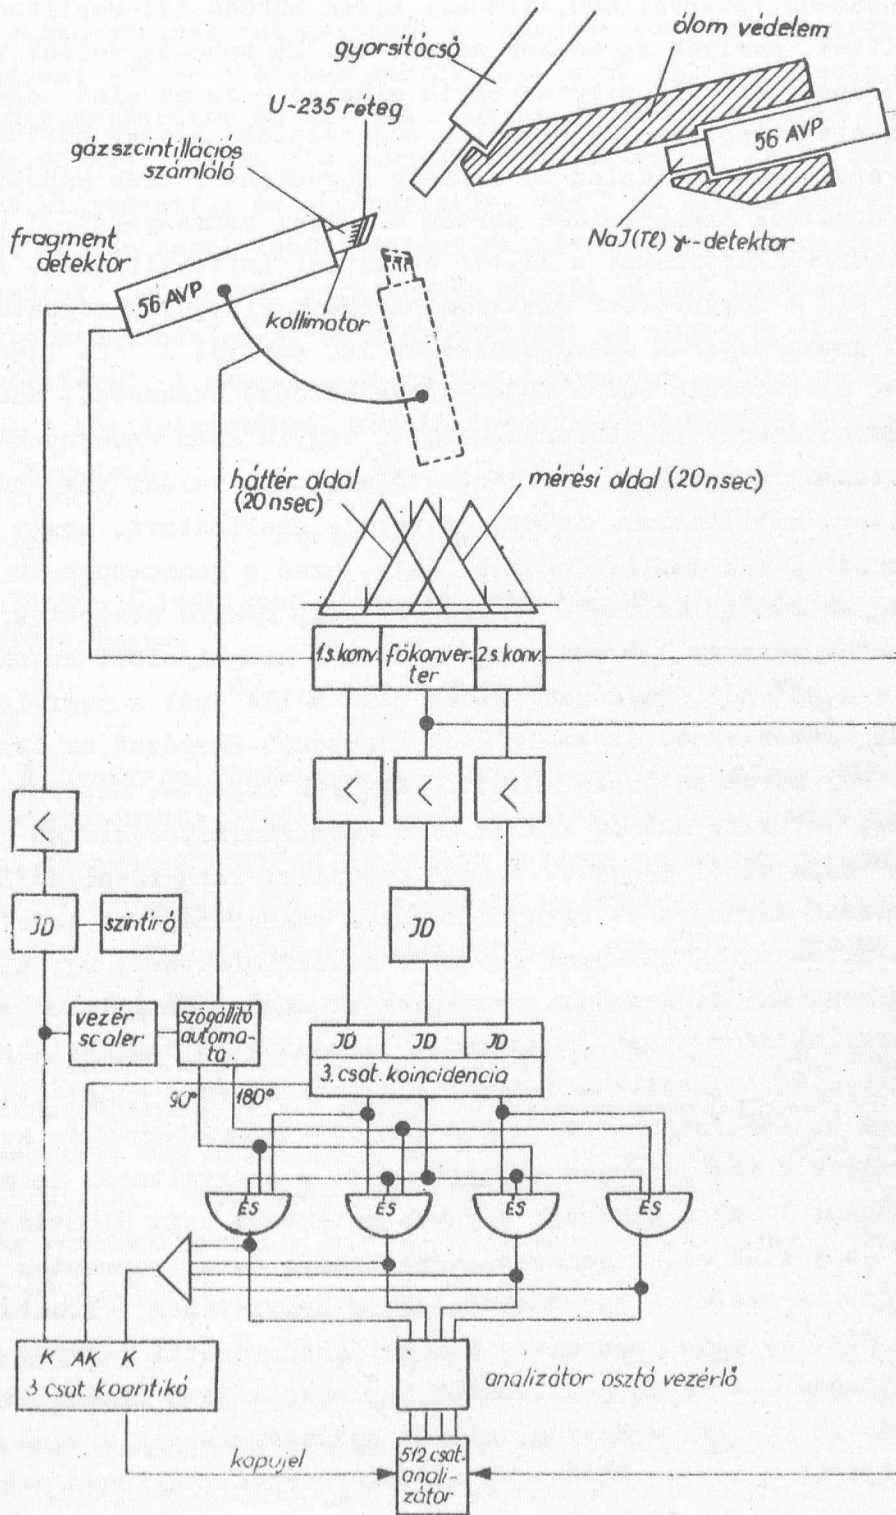 ólom védelem
gyorsítócső
U-235 réteg
gázszcintillációs
számláló
56 AVP
fragment
detektor
NaJ(Tl) γ-detektor
56 AVP
kollimátor
háttér oldal
(20nsec)
mérési oldal (20nsec)
1.s.konv.
főkonver-
ter
2.s.konv.
<
<
<
JD
szintíró
JD
vezér
scaler
szögállító
automa-
ta
JD JD JD
3.csat. koincidencia
90°
180°
ÉS
ÉS
ÉS
ÉS
K AK K
3 csat. koantikó
analizátor osztó vezérlő
kapujel
512.csat.
anali-
zátor